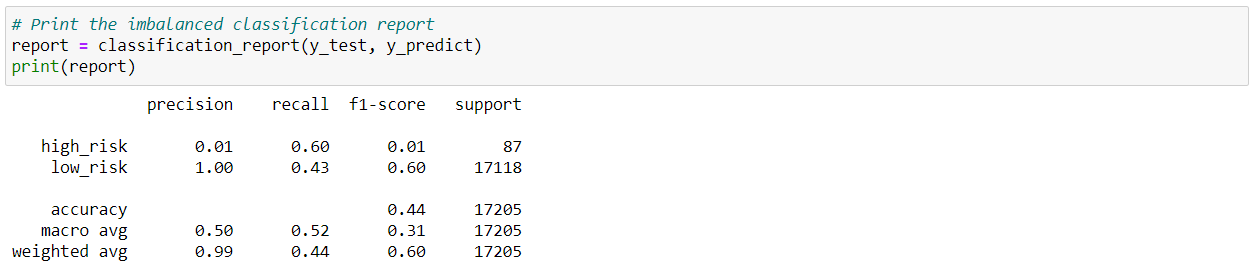 # Print the imbalanced classification report
report = classification_report(y_test, y_predict)
print(report)
precision recall f1-score support
high_risk 0.01 0.60 0.01 87
low_risk 1.00 0.43 0.60 17118
accuracy 0.44 17205
macro avg 0.50 0.52 0.31 17205
weighted avg 0.99 0.44 0.60 17205